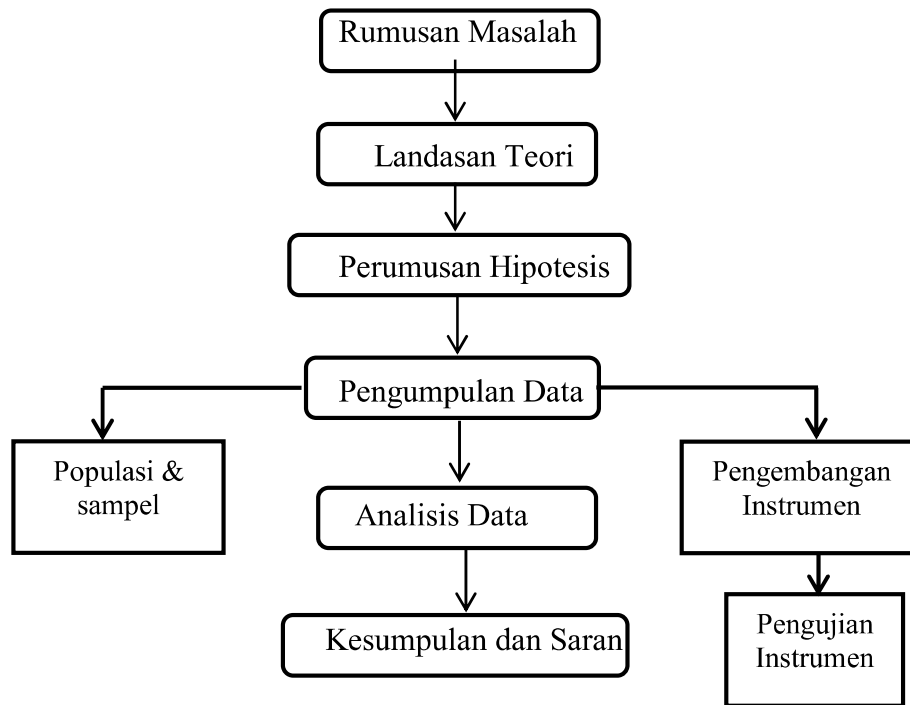 Rumusan Masalah
Landasan Teori
Perumusan Hipotesis
Pengumpulan Data
Populasi &
sampel
Pengembangan
Instrumen
Analisis Data
Pengujian
Instrumen
Kesumpulan dan Saran